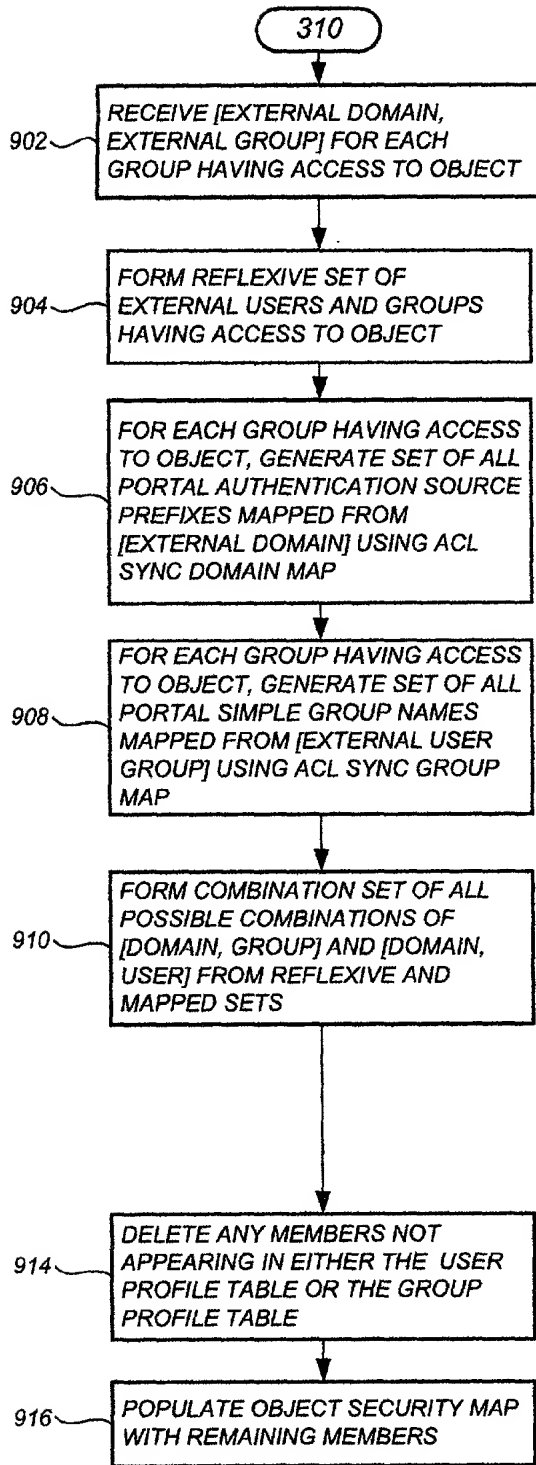 310
902
RECEIVE [EXTERNAL DOMAIN,
EXTERNAL GROUP] FOR EACH
GROUP HAVING ACCESS TO OBJECT
904
FORM REFLEXIVE SET OF
EXTERNAL USERS AND GROUPS
HAVING ACCESS TO OBJECT
906
FOR EACH GROUP HAVING ACCESS
TO OBJECT, GENERATE SET OF ALL
PORTAL AUTHENTICATION SOURCE
PREFIXES MAPPED FROM
[EXTERNAL DOMAIN] USING ACL
SYNC DOMAIN MAP
908
FOR EACH GROUP HAVING ACCESS
TO OBJECT, GENERATE SET OF ALL
PORTAL SIMPLE GROUP NAMES
MAPPED FROM [EXTERNAL USER
GROUP] USING ACL SYNC GROUP
MAP
910
FORM COMBINATION SET OF ALL
POSSIBLE COMBINATIONS OF
[DOMAIN, GROUP] AND [DOMAIN,
USER] FROM REFLEXIVE AND
MAPPED SETS
914
DELETE ANY MEMBERS NOT
APPEARING IN EITHER THE USER
PROFILE TABLE OR THE GROUP
PROFILE TABLE
916
POPULATE OBJECT SECURITY MAP
WITH REMAINING MEMBERS